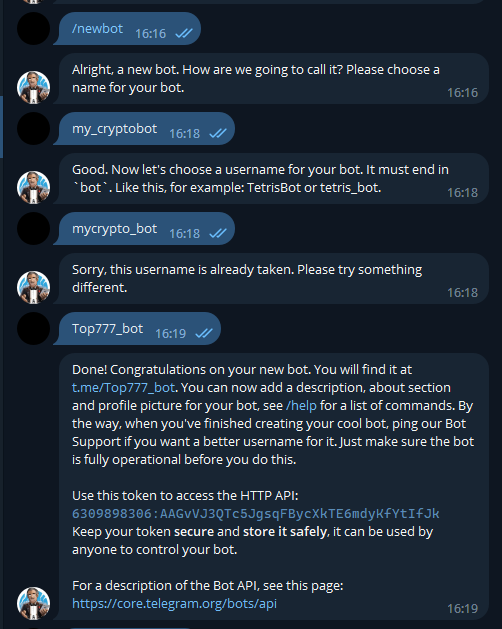 /newbot 16:16
Alright, a new bot. How are we going to call it? Please choose a
name for your bot. 16:16
my_cryptobot 16:18
Good. Now let's choose a username for your bot. It must end in
`bot`. Like this, for example: TetrisBot or tetris_bot. 16:18
mycrypto_bot 16:18
Sorry, this username is already taken. Please try something
different. 16:18
Top777_bot 16:19
Done! Congratulations on your new bot. You will find it at
t.me/Top777_bot. You can now add a description, about section
and profile picture for your bot, see /help for a list of commands. By
the way, when you've finished creating your cool bot, ping our Bot
Support if you want a better username for it. Just make sure the bot
is fully operational before you do this.
Use this token to access the HTTP API:
6309898306:AAGvVJ3QTc5JgsqFBycXkTE6mdyKfYtIfJk
Keep your token secure and store it safely, it can be used by
anyone to control your bot.
For a description of the Bot API, see this page:
https://core.telegram.org/bots/api 16:19